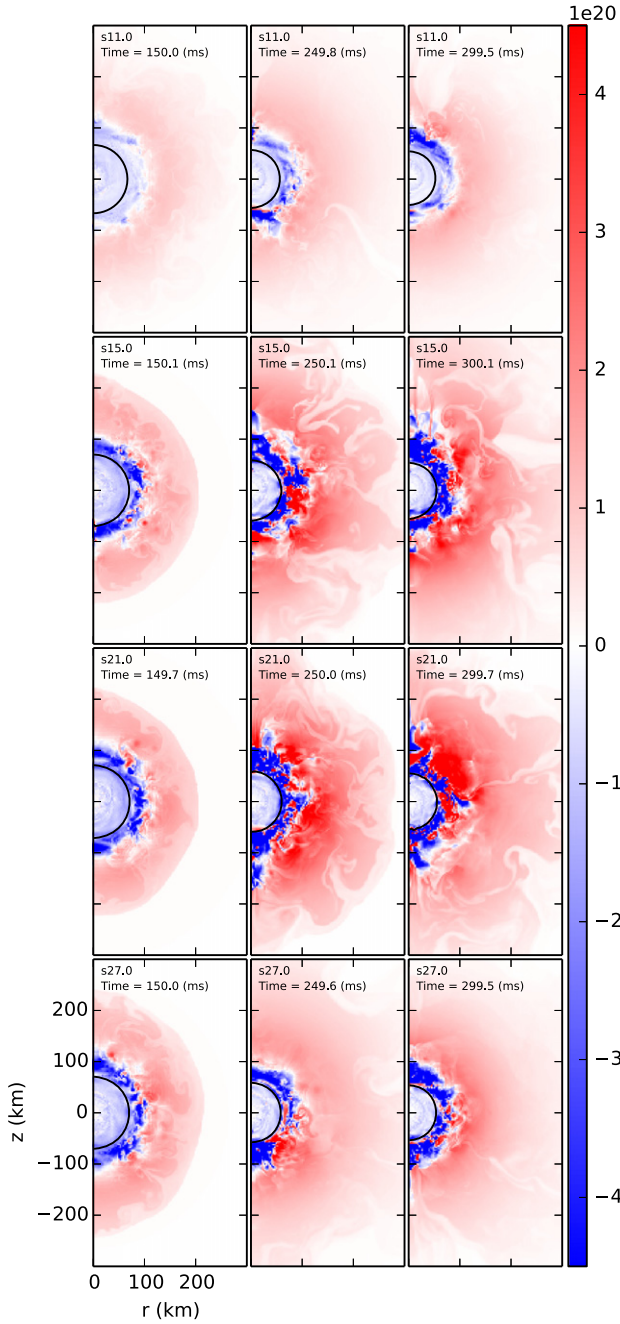 1e20
s11.0
Time = 150.0 (ms)
s11.0
Time = 249.8 (ms)
s11.0
Time = 299.5 (ms)
4
3
2
1
0
−1
−2
−3
−4
s15.0
Time = 150.1 (ms)
s15.0
Time = 250.1 (ms)
s15.0
Time = 300.1 (ms)
s21.0
Time = 149.7 (ms)
s21.0
Time = 250.0 (ms)
s21.0
Time = 299.7 (ms)
s27.0
Time = 150.0 (ms)
s27.0
Time = 249.6 (ms)
s27.0
Time = 299.5 (ms)
200
100
0
−100
−200
z (km)
0 100 200
r (km)